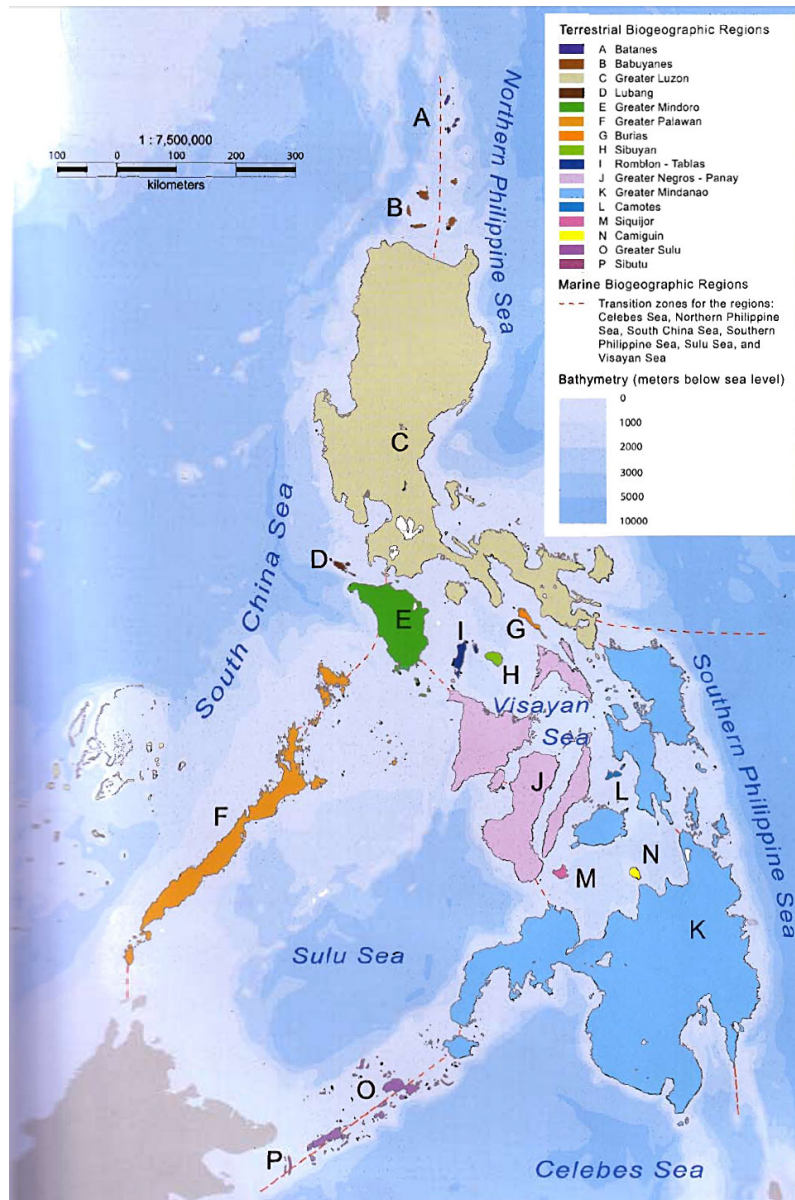 Terrestrial Biogeographic Regions
A Batanes
B Babuyanes
C Greater Luzon
D Lubang
E Greater Mindoro
F Greater Palawan
G Burias
H Sibuyan
I Romblon - Tablas
J Greater Negros - Panay
K Greater Mindanao
L Camotes
M Siquijor
N Camiguin
O Greater Sulu
P Sibutu
Marine Biogeographic Regions
Transition zones for the regions:
Celebes Sea, Northern Philippine
Sea, South China Sea, Southern
Philippine Sea, Sulu Sea, and
Visayan Sea
Bathymetry (meters below sea level)
0
1000
2000
3000
5000
10000
1 : 7,500,000
100 0 100 200 300
kilometers
Northern Philippine Sea
A
B
C
South China Sea
D
E
I
G
H
Visayan
Sea
Southern Philippine Sea
F
J
L
M
N
K
Sulu Sea
O
P
Celebes Sea